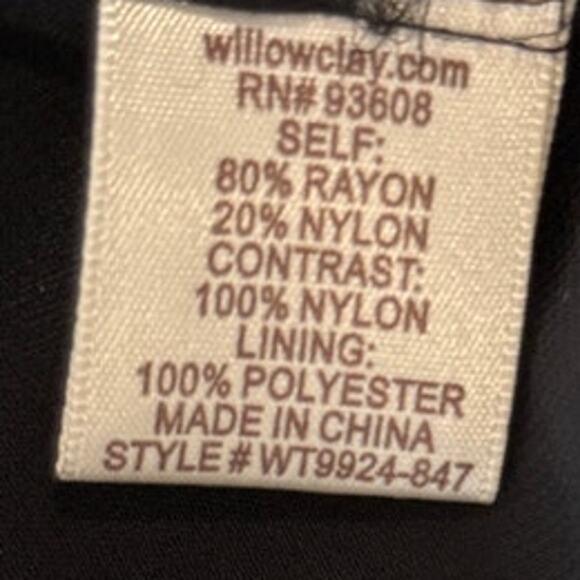 willowclay.com
RN# 93608
SELF:
80% RAYON
20% NYLON
CONTRAST:
100% NYLON
LINING:
100% POLYESTER
MADE IN CHINA
STYLE # WT9924-847